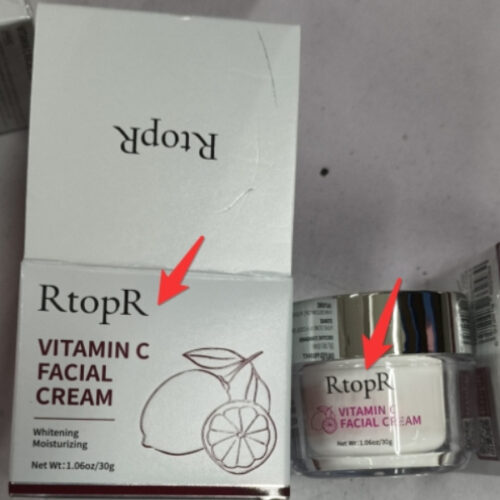 RtopR
RtopR
VITAMIN C
FACIAL
CREAM
Whitening
Moisturizing
Net Wt:1.06oz/30g
RtopR
VITAMIN C
FACIAL CREAM
Net Wt:1.06oz/30g